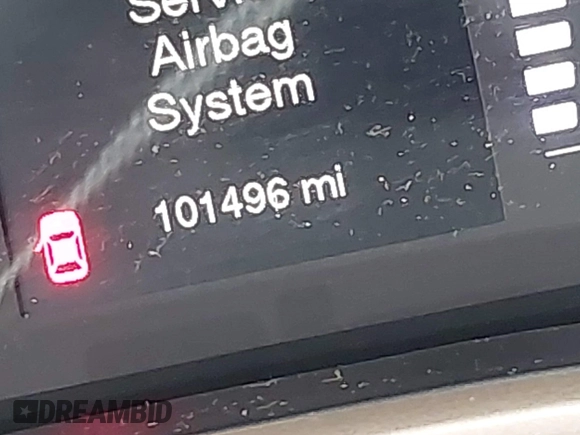 Airbag
System
101496 mi
DREAMBID